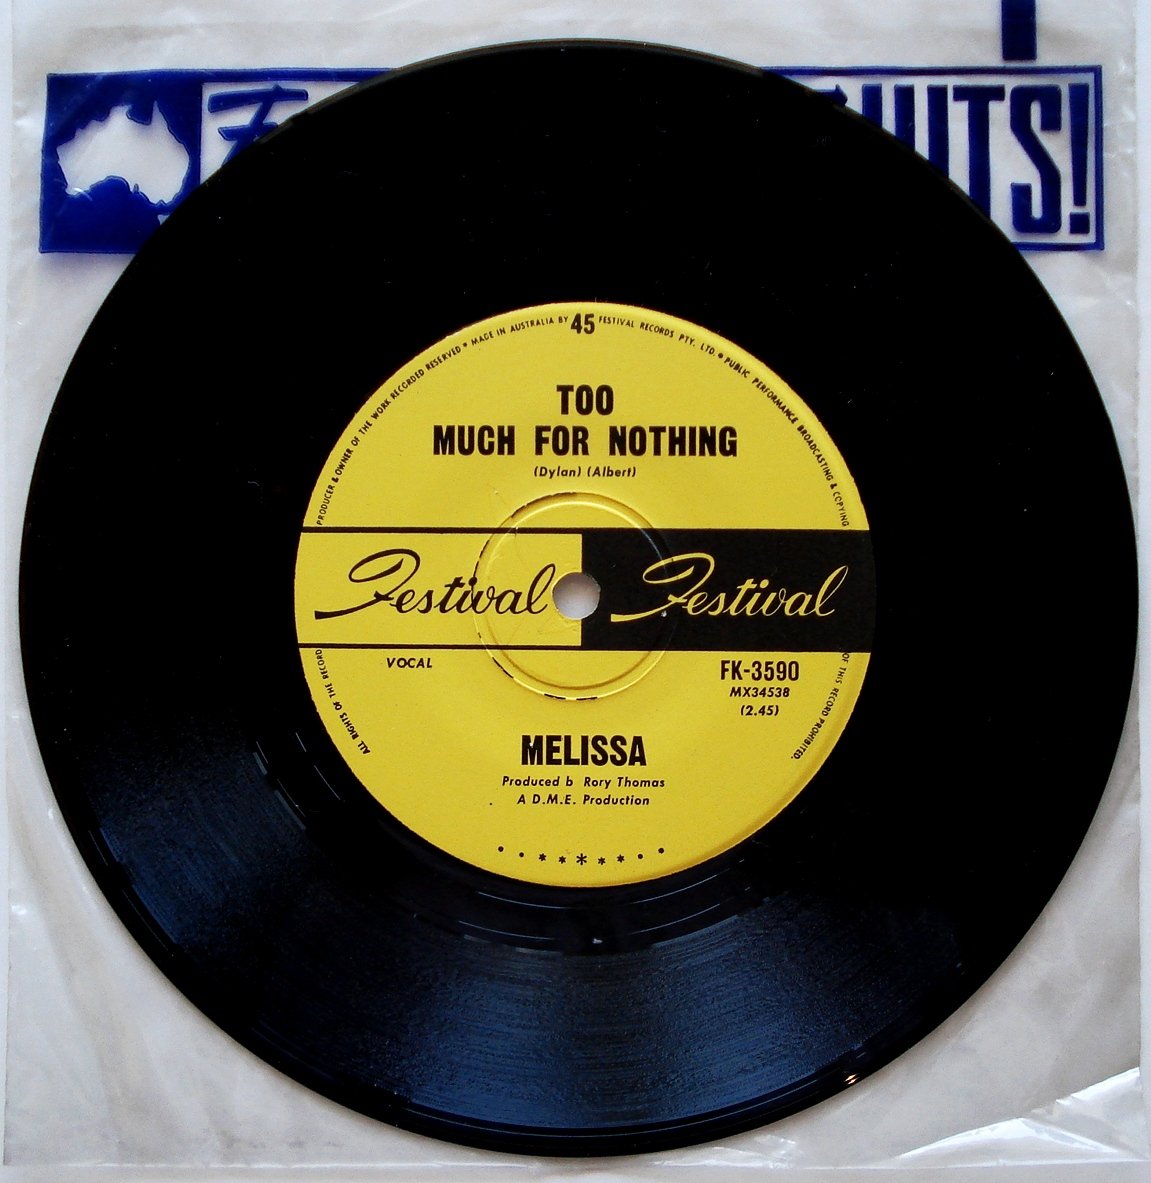 UTS!
PRODUCER & OWNER OF THE WORK RECORDED RESERVED • MADE IN AUSTRALIA BY 45 FESTIVAL RECORDS PTY. LTD. • PUBLIC PERFORMANCE BROADCASTING & COPYING
TOO
MUCH FOR NOTHING
(Dylan) (Albert)
Festival Festival
VOCAL
FK-3590
MX34538
(2.45)
ALL RIGHTS OF THE RECORD
OF THIS RECORD PROHIBITED.
MELISSA
Produced b Rory Thomas
A D.M.E. Production